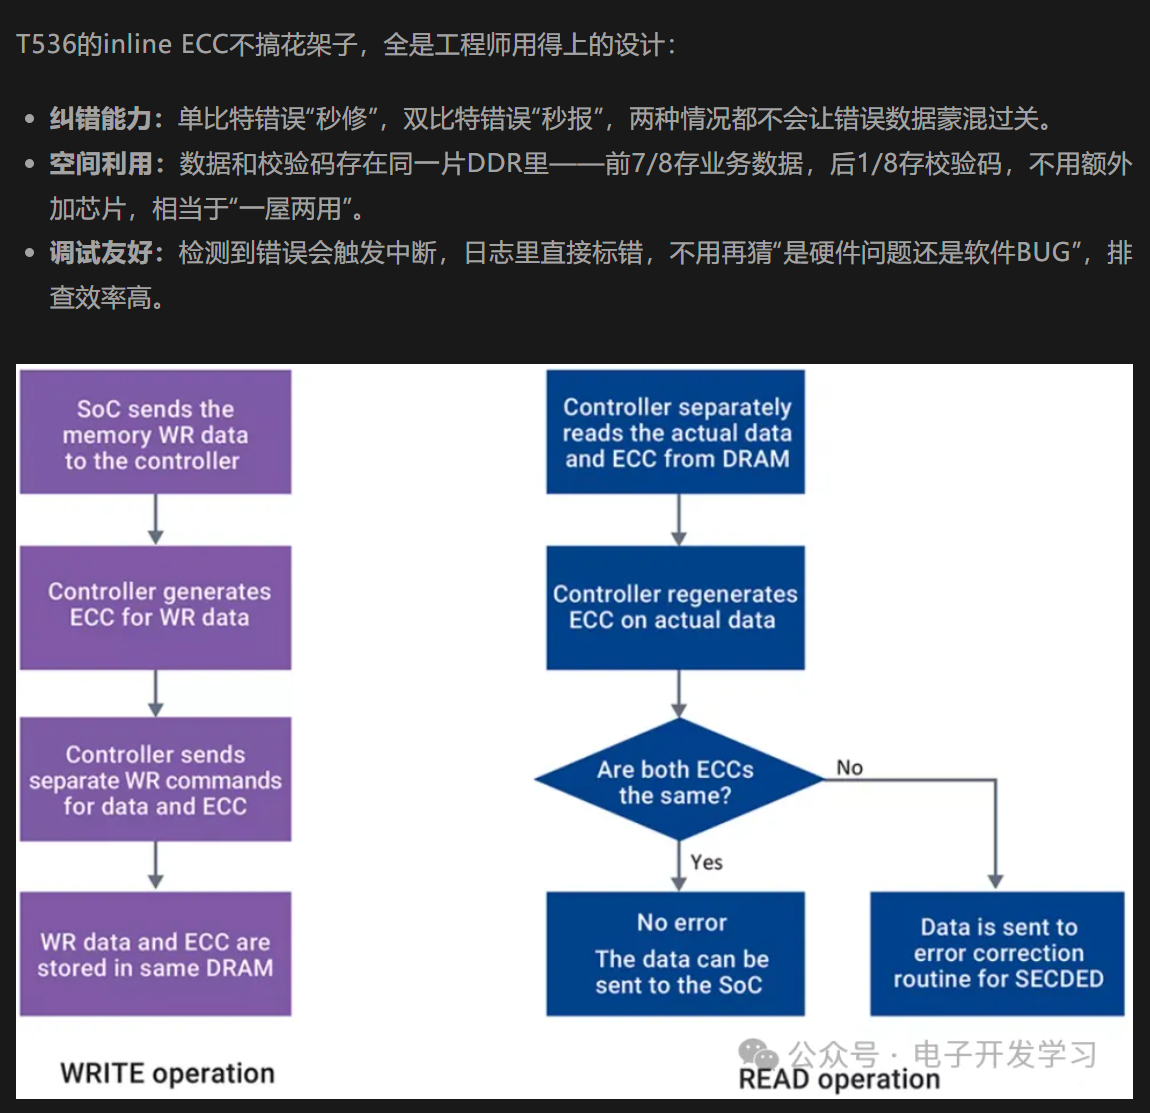 T536的inline ECC不搞花架子，全是工程师用得上的设计：
纠错能力：单比特错误“秒修”，双比特错误“秒报”，两种情况都不会让错误数据蒙混过关。
空间利用：数据和校验码存在同一片DDR里——前7/8存业务数据，后1/8存校验码，不用额外
加芯片，相当于“一屋两用”。
调试友好：检测到错误会触发中断，日志里直接标错，不用再猜“是硬件问题还是软件BUG”，排
查效率高。
SoC sends the
memory WR data
to the controller
Controller generates
ECC for WR data
Controller sends
separate WR commands
for data and ECC
WR data and ECC are
stored in same DRAM
WRITE operation
Controller separately
reads the actual data
and ECC from DRAM
Controller regenerates
ECC on actual data
Are both ECCs
the same?
No
Yes
No error
The data can be
sent to the SoC
Data is sent to
error correction
routine for SECDED
公众号 · 电子开发学习
READ operation